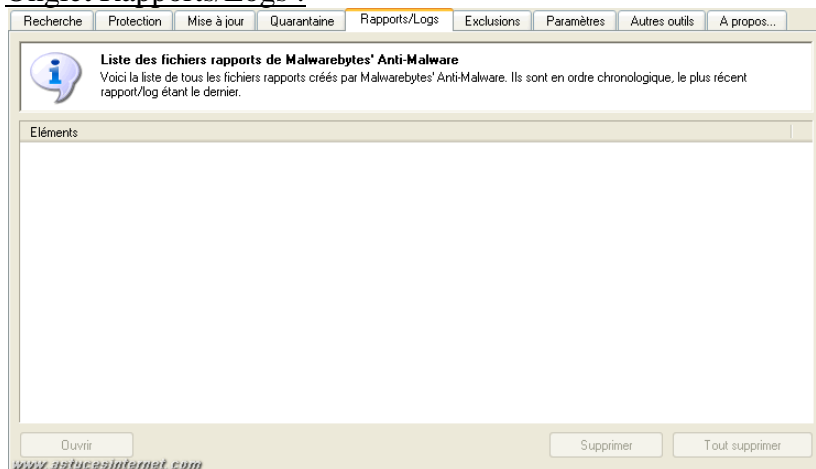 Onglet Rapports/Logs :
Recherche Protection Mise à jour Quarantaine Rapports/Logs Exclusions Paramètres Autres outils A propos...
Liste des fichiers rapports de Malwarebytes' Anti-Malware
Voici la liste de tous les fichiers rapports créés par Malwarebytes' Anti-Malware. Ils sont en ordre chronologique, le plus récent
rapport/log étant le dernier.
Eléments
Ouvrir Supprimer Tout supprimer
www.astucesinternet.com